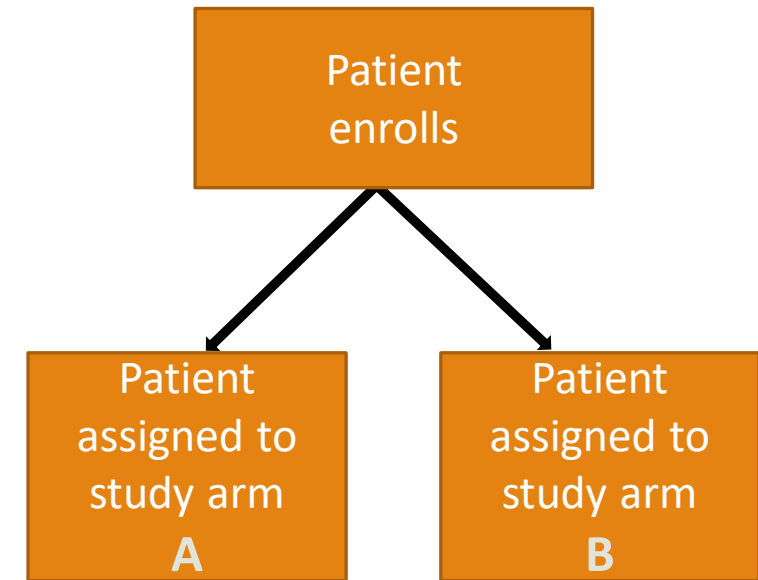 Patient
enrolls
Patient
assigned to
study arm
A
Patient
assigned to
study arm
B